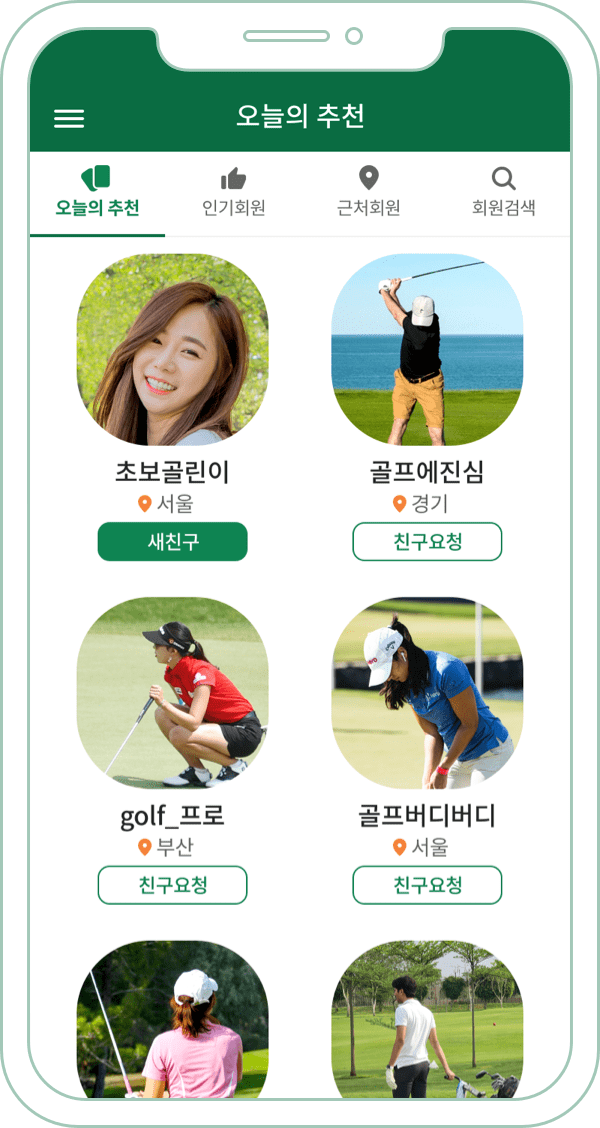 오늘의 추천
오늘의 추천 인기회원 근처회원 회원검색
초보골린이 골프에진심
서울 경기
새친구 친구요청
golf_프로 골프버디버디
부산 서울
친구요청 친구요청